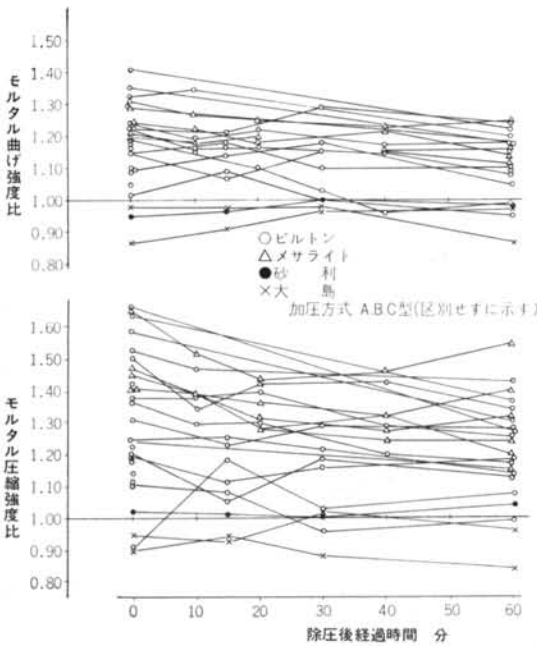 モルタル曲げ強度比
1.50
1.40
1.30
1.20
1.10
1.00
0.90
0.80
○ビルトン
△メサライト
●砂 利
×大 島
加圧方式 A.B.C型(区別せずに示す)
モルタル圧縮強度比
1.60
1.50
1.40
1.30
1.20
1.10
1.00
0.90
0.80
0 10 20 30 40 50 60
除圧後経過時間 分